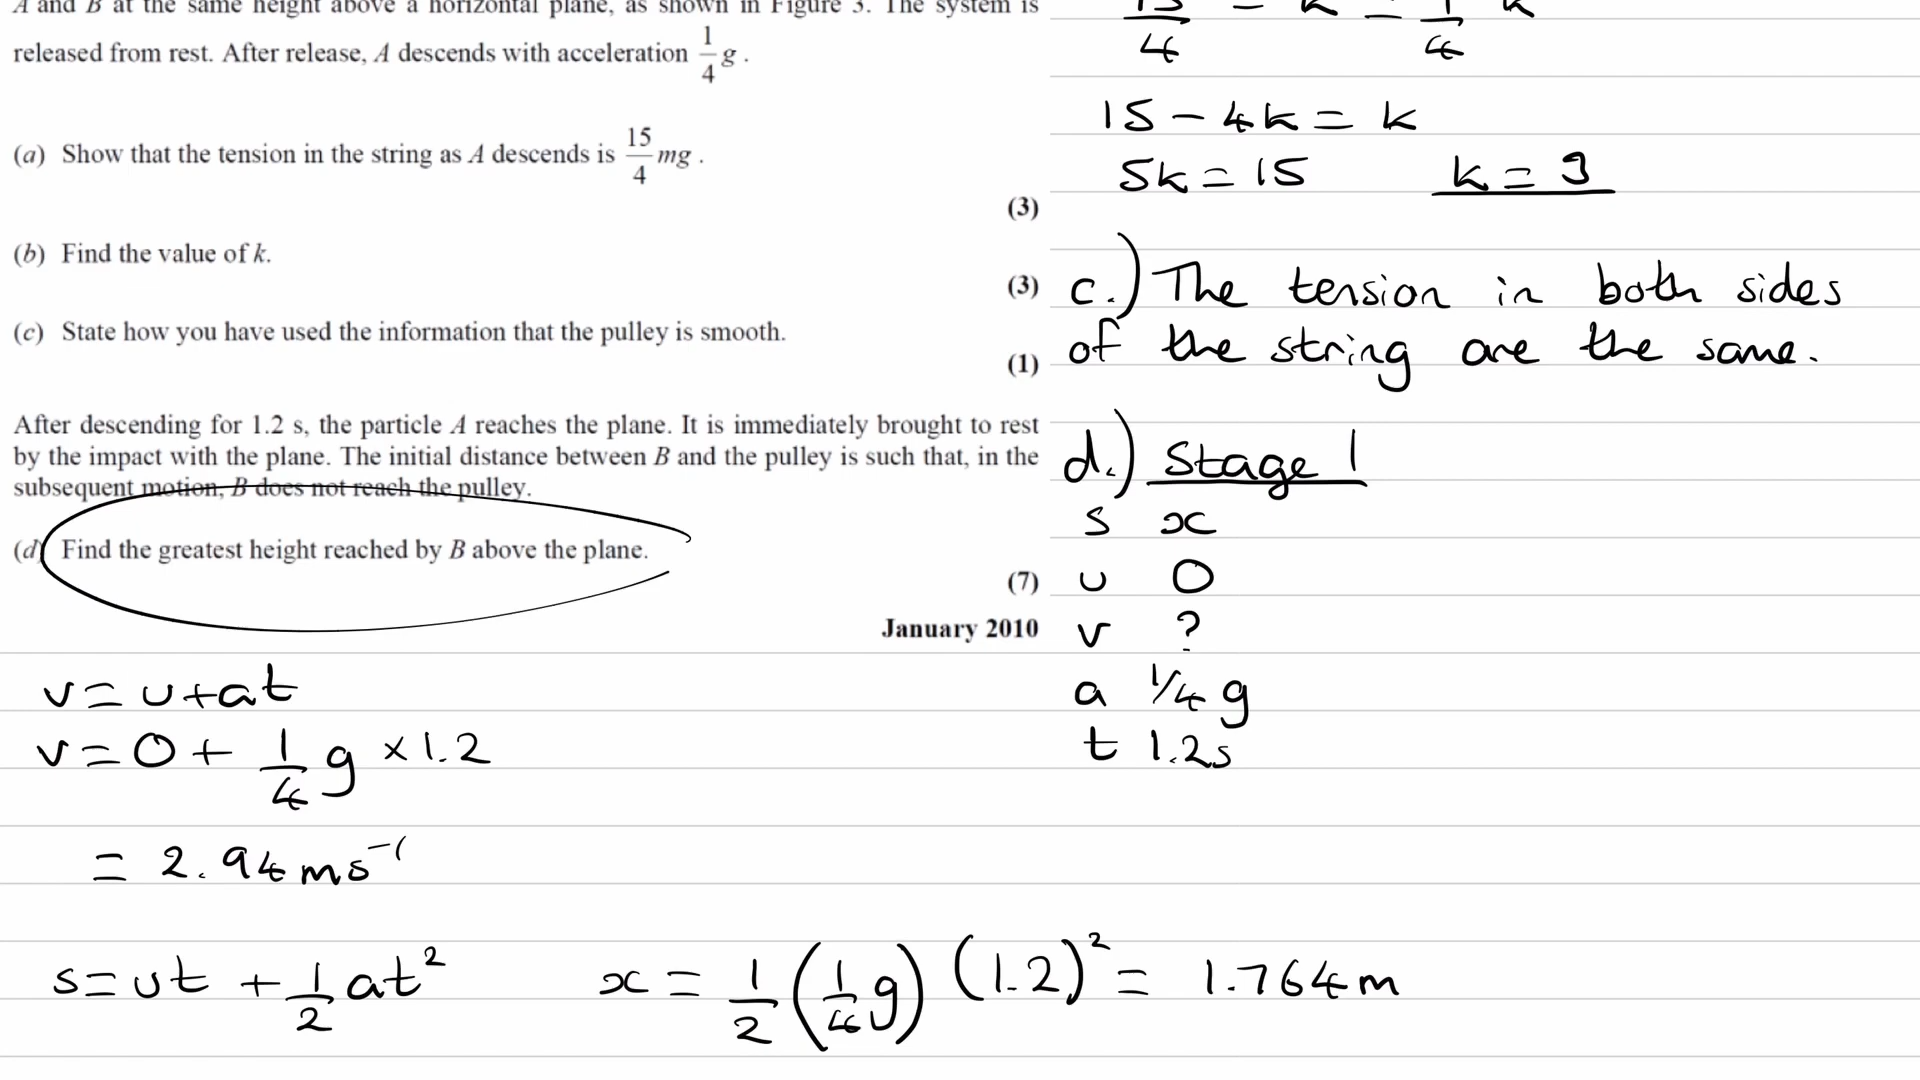 A and B at the same height above a horizontal plane, as shown in Figure 3. The system is
released from rest. After release, A descends with acceleration 1/4 g .
(a) Show that the tension in the string as A descends is 15/4 mg .
(3)
(b) Find the value of k.
(3)
(c) State how you have used the information that the pulley is smooth.
(1)
After descending for 1.2 s, the particle A reaches the plane. It is immediately brought to rest
by the impact with the plane. The initial distance between B and the pulley is such that, in the
subsequent motion, B does not reach the pulley.
(d) Find the greatest height reached by B above the plane.
(7)
January 2010
v = u + at
v = 0 + 1/4 g × 1.2
= 2.94 ms⁻¹
s = ut + 1/2 at²
x = 1/2 (1/4 g) (1.2)² = 1.764 m
15/4 - k = 1/4 k
15 - 4k = k
5k = 15 k = 3
c.) The tension in both sides
of the string are the same.
d.) Stage 1
s x
u 0
v ?
a 1/4 g
t 1.2s